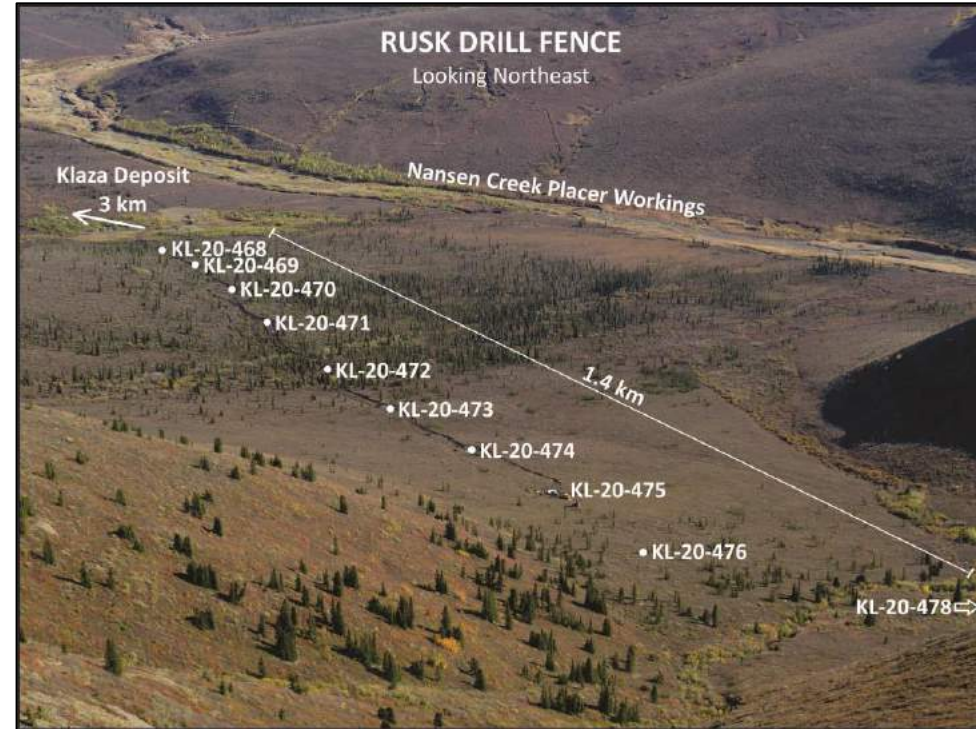 RUSK DRILL FENCE
Looking Northeast
Nansen Creek Placer Workings
Klaza Deposit
3 km
KL-20-468
KL-20-469
KL-20-470
KL-20-471
KL-20-472
1.4 km
KL-20-473
KL-20-474
KL-20-475
KL-20-476
KL-20-478